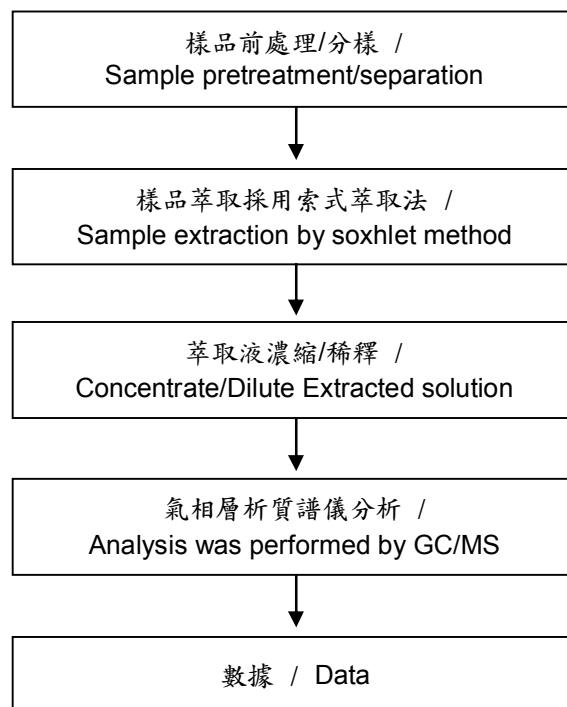 樣品前處理/分樣 /
Sample pretreatment/separation
樣品萃取採用索式萃取法 /
Sample extraction by soxhlet method
萃取液濃縮/稀釋 /
Concentrate/Dilute Extracted solution
氣相層析質譜儀分析 /
Analysis was performed by GC/MS
數據 / Data